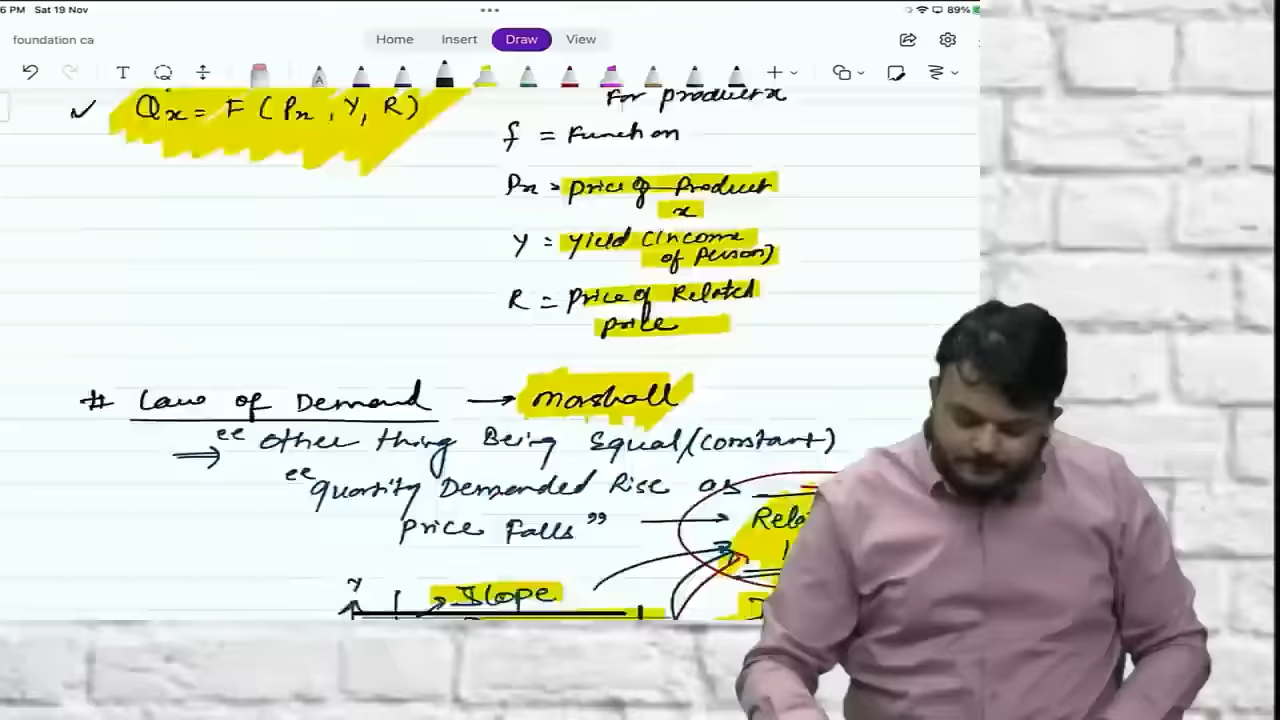 6 PM Sat 19 Nov
89%
foundation ca
Home Insert Draw View
Qx = F ( Px , Y, R )
For product x
f = Function
Px = Price of Product
x
Y = Yield (Income
of Person)
R = Price of Related
price
# Law of Demand → Marshall
⇒ "Other thing Being Equal/(constant)
"quantity Demanded Rise as
Price Falls" →
Y
Slope